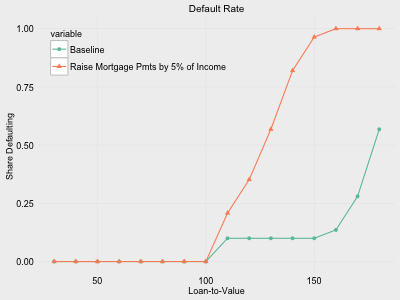 Default Rate
variable
Baseline
Raise Mortgage Pmts by 5% of Income
Share Defaulting
1.00
0.75
0.50
0.25
0.00
50
100
150
Loan-to-Value